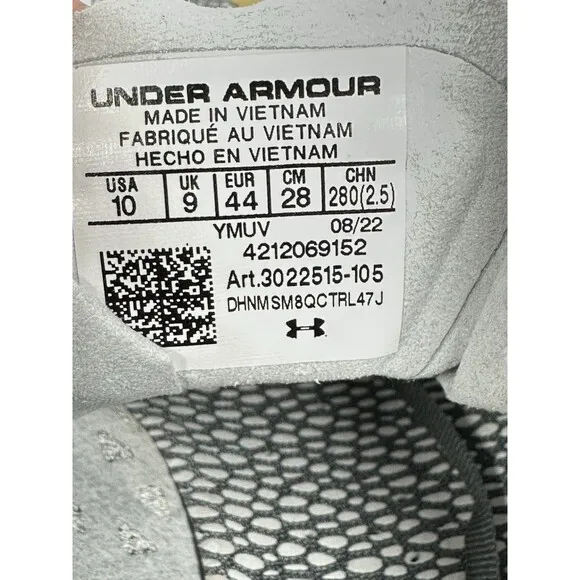 UNDER ARMOUR
MADE IN VIETNAM
FABRIQUÉ AU VIETNAM
HECHO EN VIETNAM
USA UK EUR CM CHN
10 9 44 28 280(2.5)
YMUV 08/22
4212069152
Art.3022515-105
DHNMSM8QCTRL47J